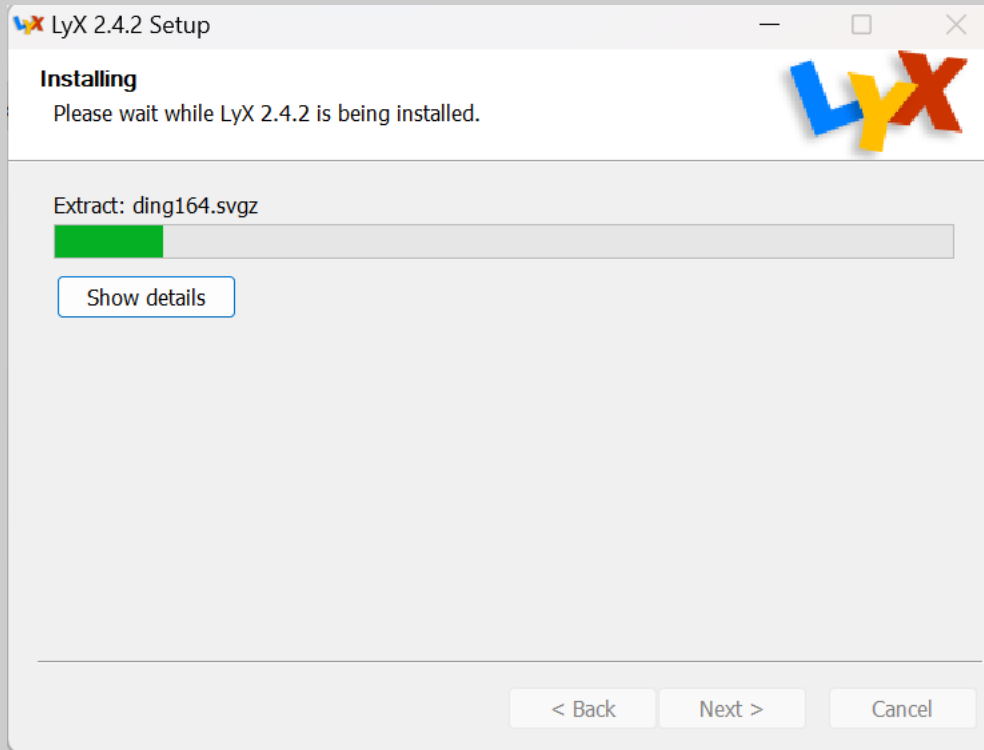 LyX 2.4.2 Setup
Installing
Please wait while LyX 2.4.2 is being installed.
LYX
Extract: ding164.svgz
Show details
< Back
Next >
Cancel